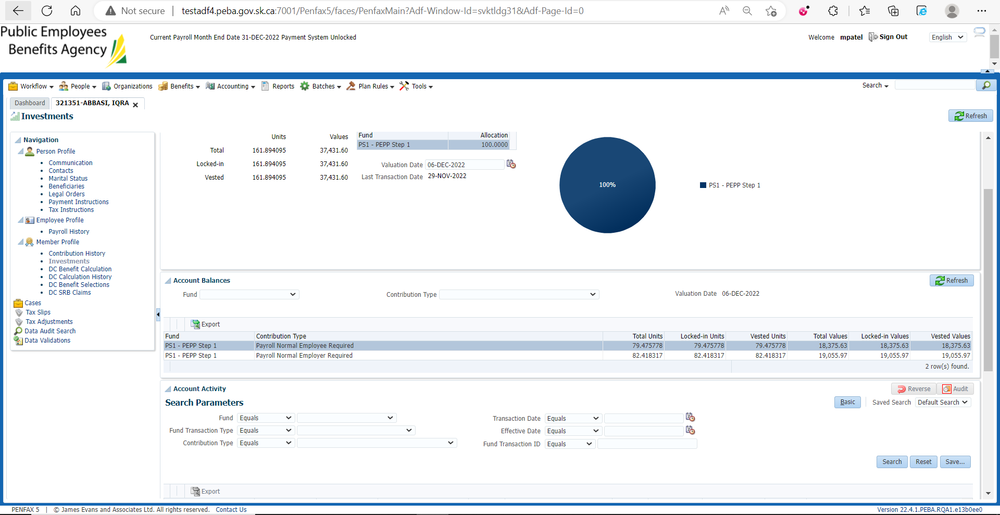 Not secure | testadf4.peba.gov.sk.ca:7001/Penfax5/faces/PenfaxMain?Adf-Window-Id=svktldg31&Adf-Page-Id=0
Public Employees
Benefits Agency
Current Payroll Month End Date 31-DEC-2022 Payment System Unlocked
Welcome mpatel Sign Out English
Workflow People Organizations Benefits Accounting Reports Batches Plan Rules Tools Search
Dashboard 321351-ABBASI, IQRA
Investments Refresh
Navigation
Person Profile
Communication
Contacts
Marital Status
Beneficiaries
Legal Orders
Payment Instructions
Tax Instructions
Employee Profile
Payroll History
Member Profile
Contribution History
Investments
DC Benefit Calculation
DC Calculation History
DC Benefit Selections
DC SRB Claims
Cases
Tax Slips
Tax Adjustments
Data Audit Search
Data Validations
Units Values
Total 161.894095 37,431.60
Locked-in 161.894095 37,431.60
Vested 161.894095 37,431.60
Fund Allocation
PS1 - PEPP Step 1 100.0000
Valuation Date 06-DEC-2022
Last Transaction Date 29-NOV-2022
100%
PS1 - PEPP Step 1
Account Balances Refresh
Fund Contribution Type Valuation Date 06-DEC-2022
Export
Fund Contribution Type Total Units Locked-in Units Vested Units Total Values Locked-in Values Vested Values
PS1 - PEPP Step 1 Payroll Normal Employee Required 79.475778 79.475778 79.475778 18,375.63 18,375.63 18,375.63
PS1 - PEPP Step 1 Payroll Normal Employer Required 82.418317 82.418317 82.418317 19,055.97 19,055.97 19,055.97
2 row(s) found.
Account Activity Reverse Audit
Search Parameters Basic Saved Search Default Search
Fund Equals Transaction Date Equals
Fund Transaction Type Equals Effective Date Equals
Contribution Type Equals Fund Transaction ID Equals
Search Reset Save...
Export
PENFAX 5 | © James Evans and Associates Ltd. All rights reserved. Contact Us Version 22.4.1.PEBA.RQA1.e13b0ee0